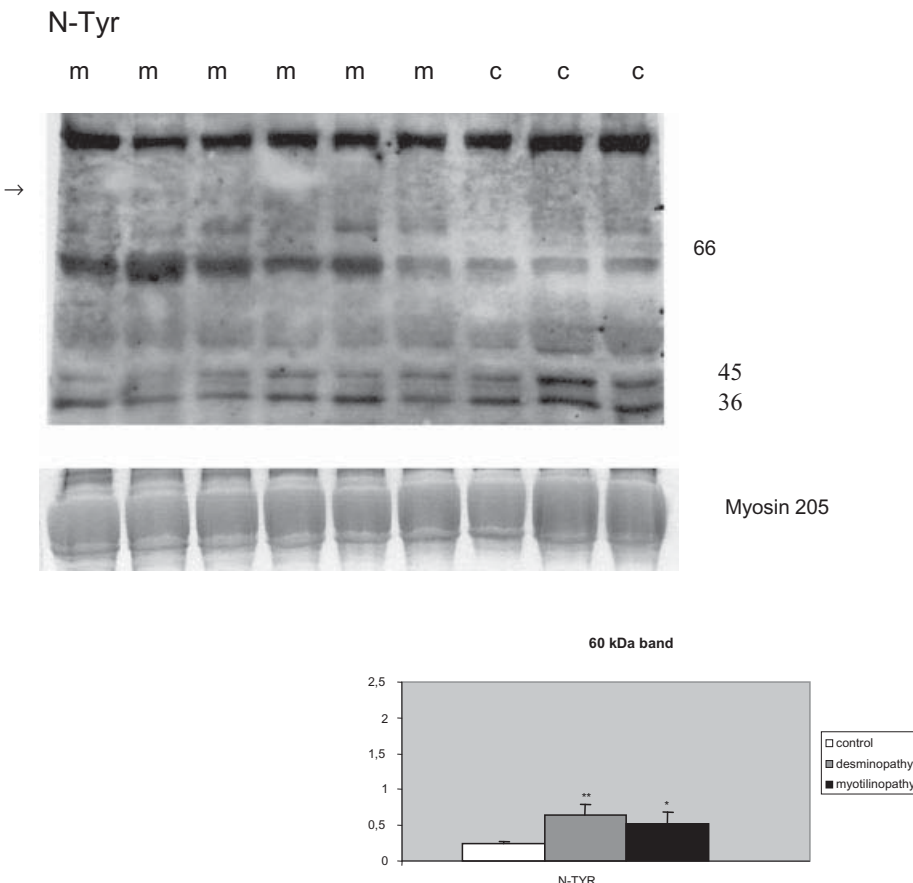 N-Tyr
m m m m m m c c c
→
66
45
36
Myosin 205
60 kDa band
2,5
2
1,5
1
0,5
0
** *
N-TYR
control
desminopathy
myotilinopathy